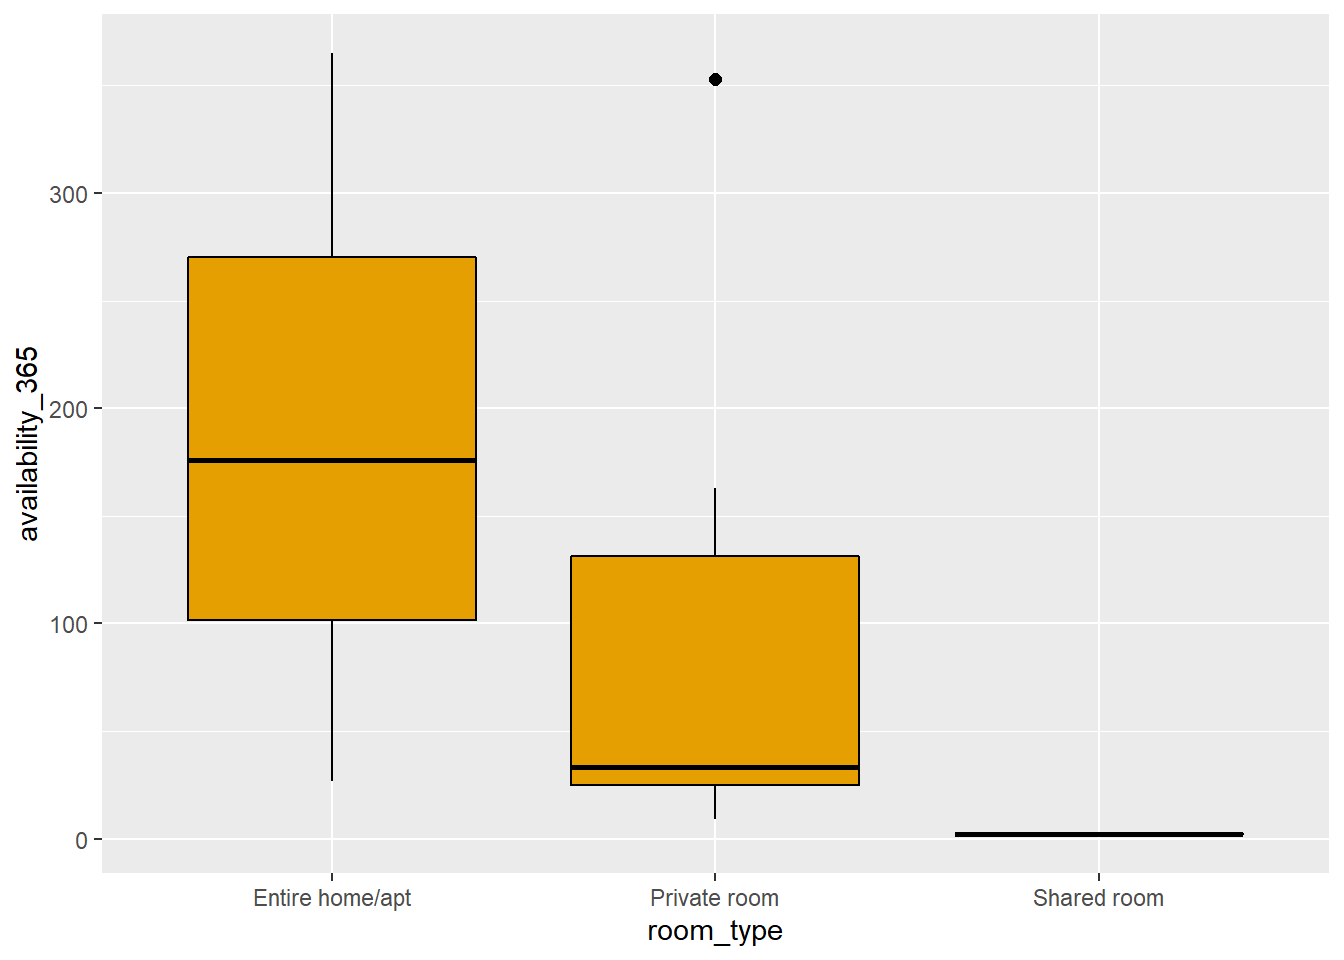 availability_365
300
200
100
0
Entire home/apt
Private room
Shared room
room_type